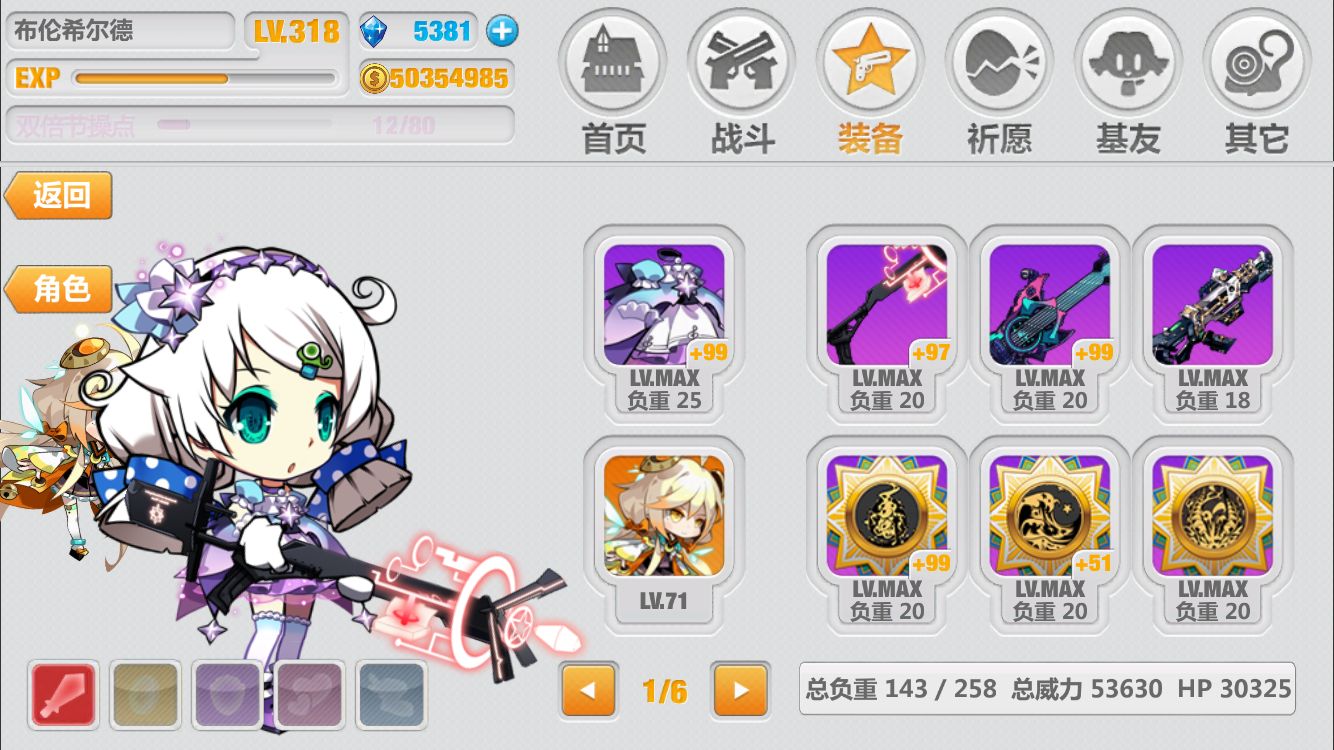 布伦希尔德
LV.318
5381
EXP
50354985
双倍节操点
12/80
首页
战斗
装备
祈愿
基友
其它
返回
角色
+99
LV.MAX
负重 25
+97
LV.MAX
负重 20
+99
LV.MAX
负重 20
LV.MAX
负重 18
LV.71
+99
LV.MAX
负重 20
+51
LV.MAX
负重 20
LV.MAX
负重 20
1/6
总负重 143 / 258 总威力 53630 HP 30325